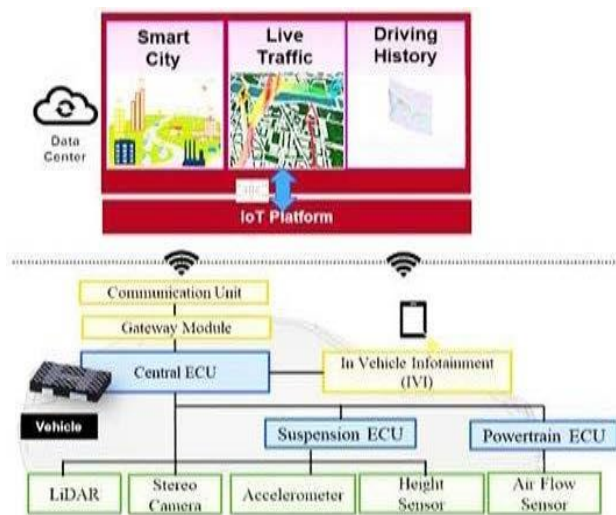 Smart
City
Live
Traffic
Driving
History
Data
Center
IoT Platform
Communication Unit
Gateway Module
Central ECU
In Vehicle Infotainment
(IVI)
Vehicle
Suspension ECU
Powertrain ECU
LiDAR
Stereo
Camera
Accelerometer
Height
Sensor
Air Flow
Sensor